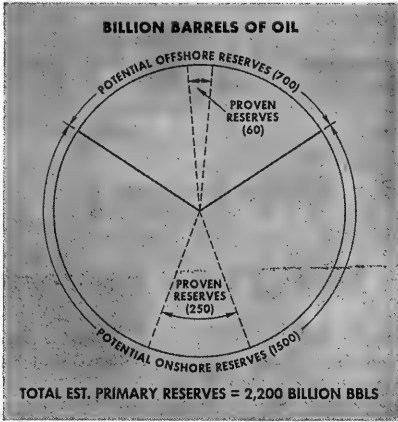 BILLION BARRELS OF OIL
POTENTIAL OFFSHORE RESERVES (700)
PROVEN
RESERVES
(60)
PROVEN
RESERVES
(250)
POTENTIAL ONSHORE RESERVES (1500)
TOTAL EST. PRIMARY RESERVES = 2,200 BILLION BBLS